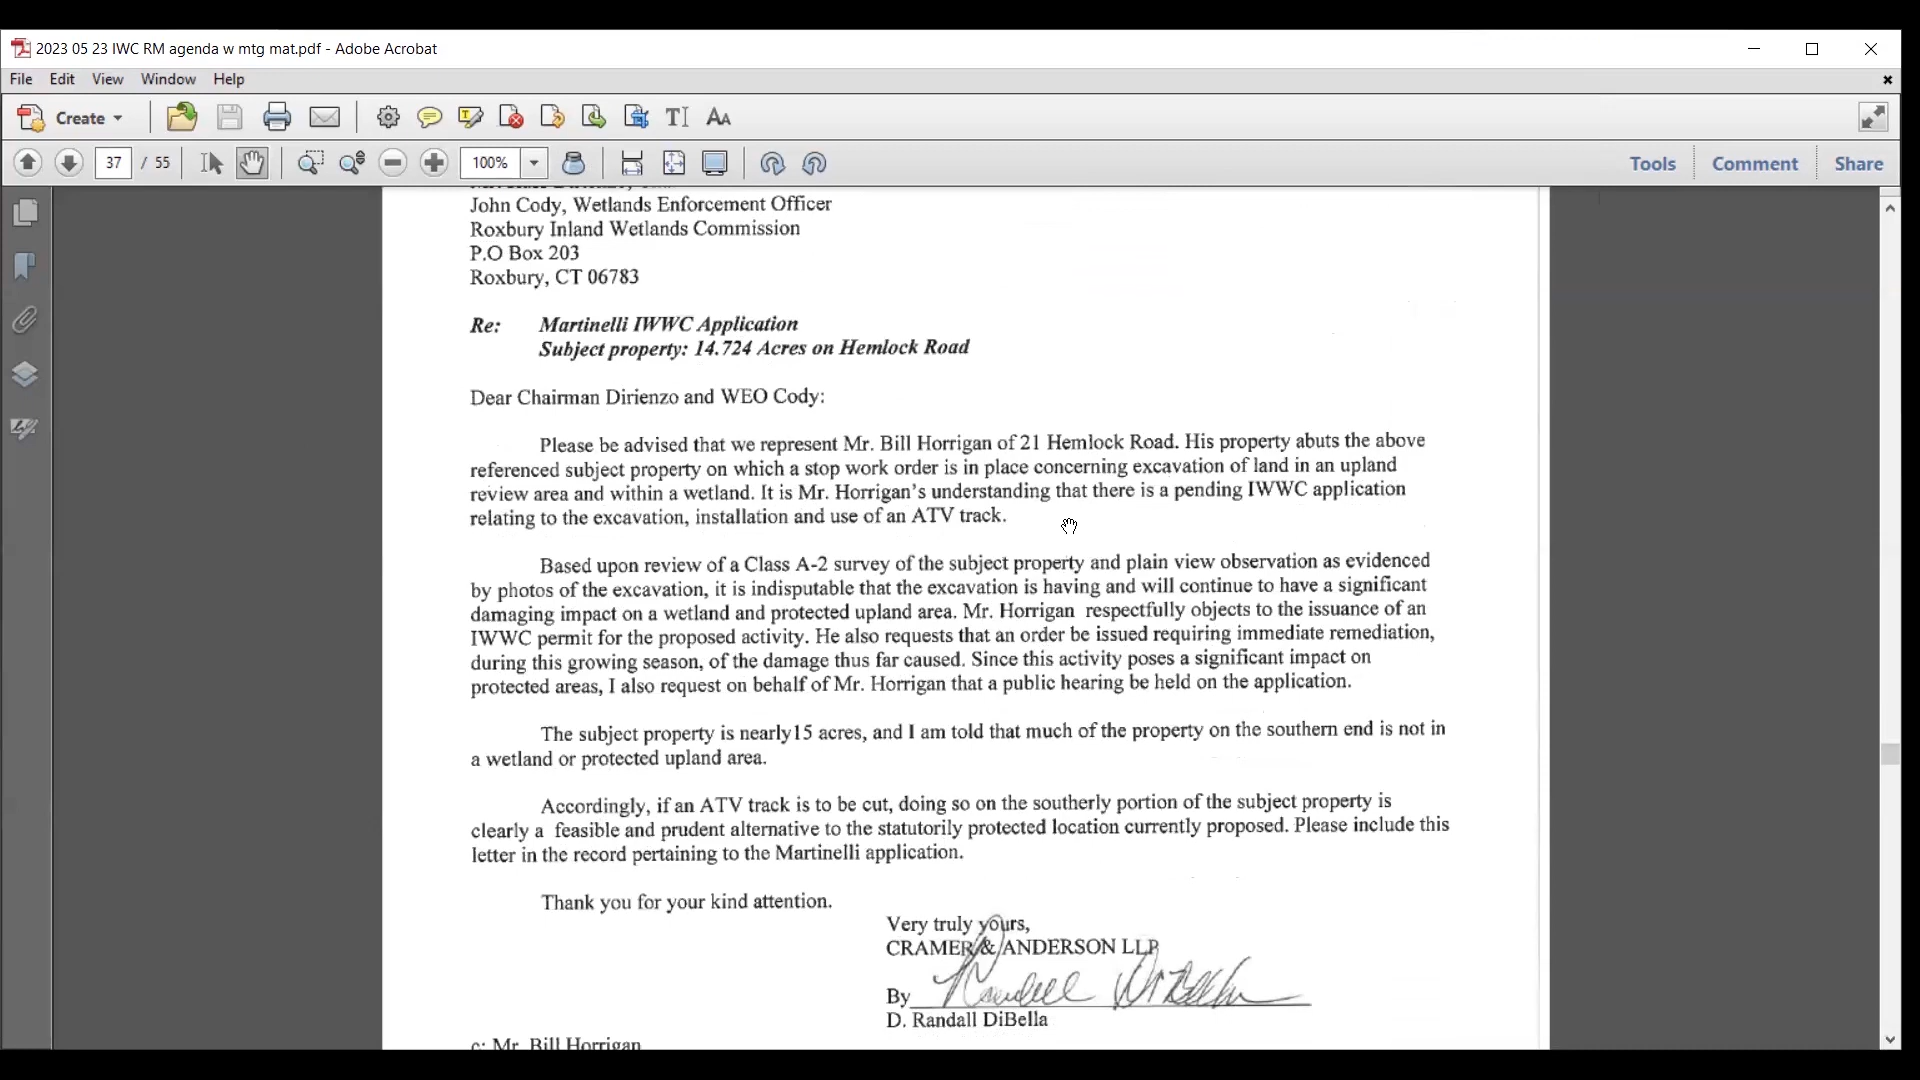 2023 05 23 IWC RM agenda w mtg mat.pdf - Adobe Acrobat
File Edit View Window Help
Create
37 / 55 100% Tools Comment Share
John Cody, Wetlands Enforcement Officer
Roxbury Inland Wetlands Commission
P.O Box 203
Roxbury, CT 06783
Re: Martinelli IWWC Application
Subject property: 14.724 Acres on Hemlock Road
Dear Chairman Dirienzo and WEO Cody:
Please be advised that we represent Mr. Bill Horrigan of 21 Hemlock Road. His property abuts the above
referenced subject property on which a stop work order is in place concerning excavation of land in an upland
review area and within a wetland. It is Mr. Horrigan's understanding that there is a pending IWWC application
relating to the excavation, installation and use of an ATV track.
Based upon review of a Class A-2 survey of the subject property and plain view observation as evidenced
by photos of the excavation, it is indisputable that the excavation is having and will continue to have a significant
damaging impact on a wetland and protected upland area. Mr. Horrigan respectfully objects to the issuance of an
IWWC permit for the proposed activity. He also requests that an order be issued requiring immediate remediation,
during this growing season, of the damage thus far caused. Since this activity poses a significant impact on
protected areas, I also request on behalf of Mr. Horrigan that a public hearing be held on the application.
The subject property is nearly15 acres, and I am told that much of the property on the southern end is not in
a wetland or protected upland area.
Accordingly, if an ATV track is to be cut, doing so on the southerly portion of the subject property is
clearly a feasible and prudent alternative to the statutorily protected location currently proposed. Please include this
letter in the record pertaining to the Martinelli application.
Thank you for your kind attention.
Very truly yours,
CRAMER & ANDERSON LLP
By
D. Randall DiBella
c: Mr. Bill Horrigan